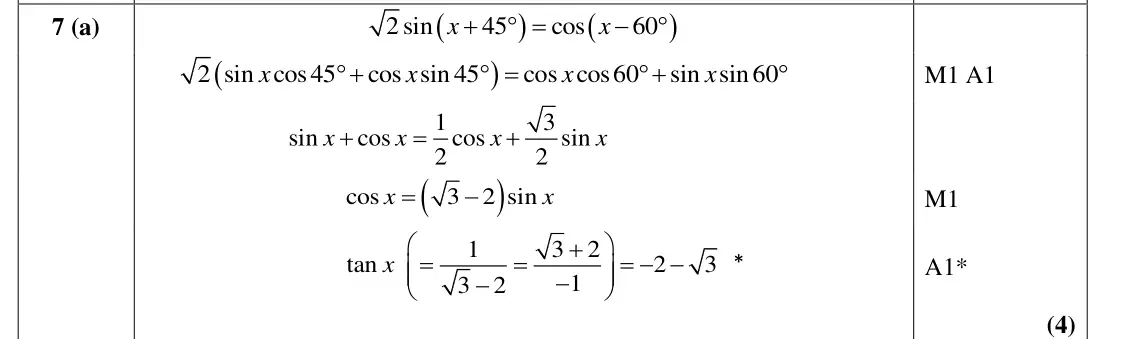 7 (a) √2 sin(x + 45°) = cos(x − 60°)
√2(sin x cos 45° + cos x sin 45°) = cos x cos 60° + sin x sin 60° M1 A1
sin x + cos x = 1/2 cos x + √3/2 sin x
cos x = (√3 − 2) sin x M1
tan x (= 1/(√3 − 2) = (√3 + 2)/−1) = −2 − √3 * A1*
(4)